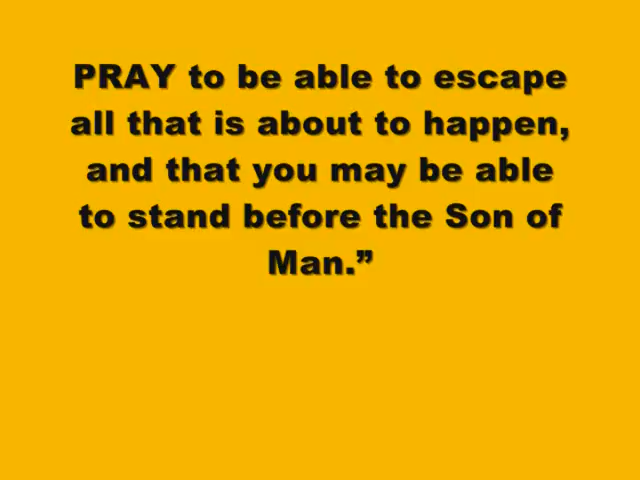 PRAY to be able to escape
all that is about to happen,
and that you may be able
to stand before the Son of
Man.”